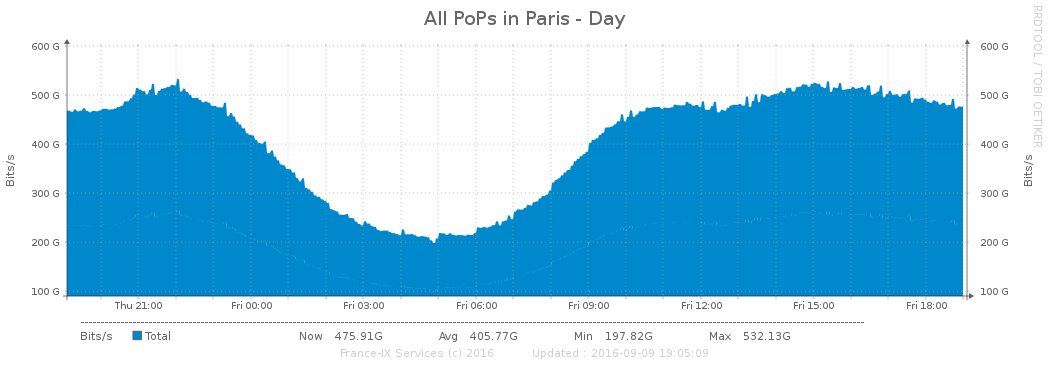 All PoPs in Paris - Day
RRDTOOL / TOBI OETIKER
600 G 600 G
500 G 500 G
400 G 400 G
300 G 300 G
200 G 200 G
100 G 100 G
Bits/s
Bits/s
Thu 21:00 Fri 00:00 Fri 03:00 Fri 06:00 Fri 09:00 Fri 12:00 Fri 15:00 Fri 18:00
Bits/s Total Now 475.91G Avg 405.77G Min 197.82G Max 532.13G
France-IX Services (c) 2016 Updated : 2016-09-09 19:05:09